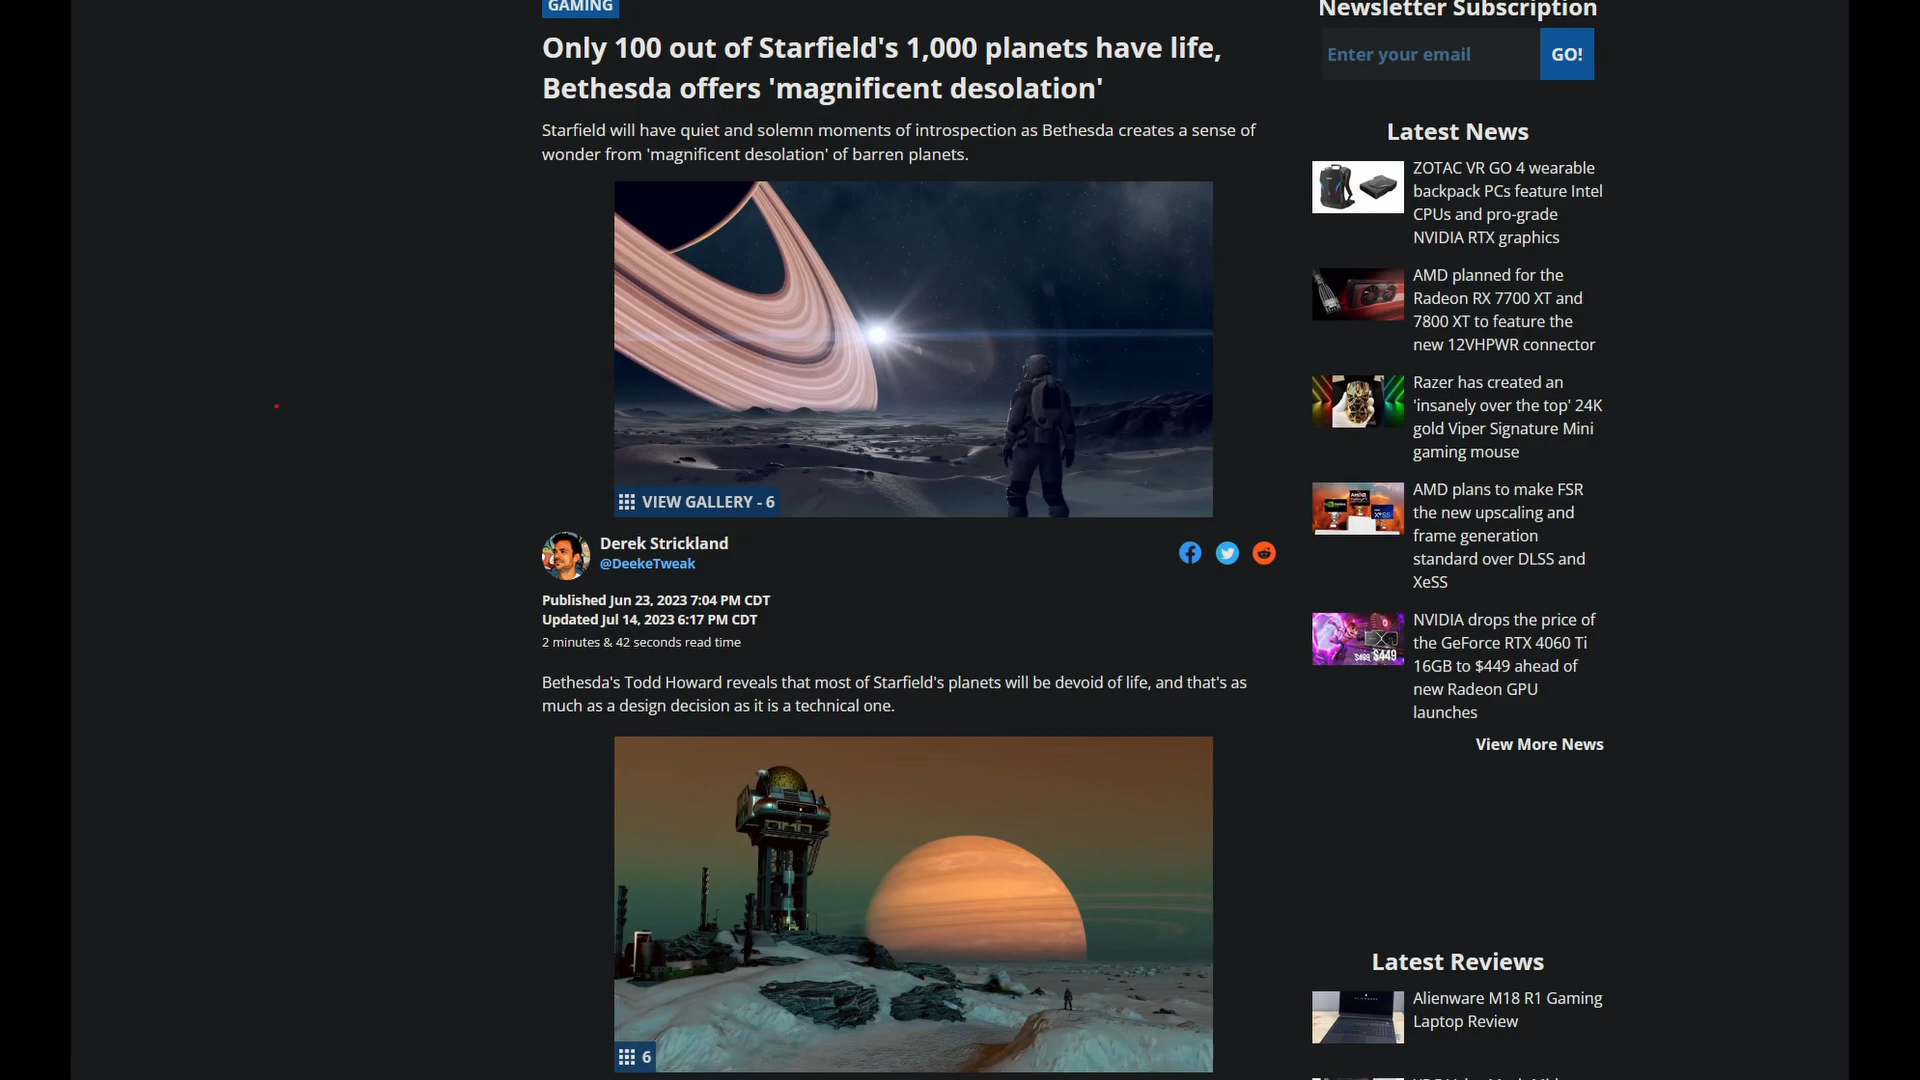 GAMING
Only 100 out of Starfield's 1,000 planets have life,
Bethesda offers 'magnificent desolation'
Starfield will have quiet and solemn moments of introspection as Bethesda creates a sense of
wonder from 'magnificent desolation' of barren planets.
VIEW GALLERY - 6
Derek Strickland
@DeekeTweak
Published Jun 23, 2023 7:04 PM CDT
Updated Jul 14, 2023 6:17 PM CDT
2 minutes & 42 seconds read time
Bethesda's Todd Howard reveals that most of Starfield's planets will be devoid of life, and that's as
much as a design decision as it is a technical one.
6
Newsletter Subscription
Enter your email
GO!
Latest News
ZOTAC VR GO 4 wearable
backpack PCs feature Intel
CPUs and pro-grade
NVIDIA RTX graphics
AMD planned for the
Radeon RX 7700 XT and
7800 XT to feature the
new 12VHPWR connector
Razer has created an
'insanely over the top' 24K
gold Viper Signature Mini
gaming mouse
AMD plans to make FSR
the new upscaling and
frame generation
standard over DLSS and
XeSS
$449
NVIDIA drops the price of
the GeForce RTX 4060 Ti
16GB to $449 ahead of
new Radeon GPU
launches
View More News
Latest Reviews
Alienware M18 R1 Gaming
Laptop Review